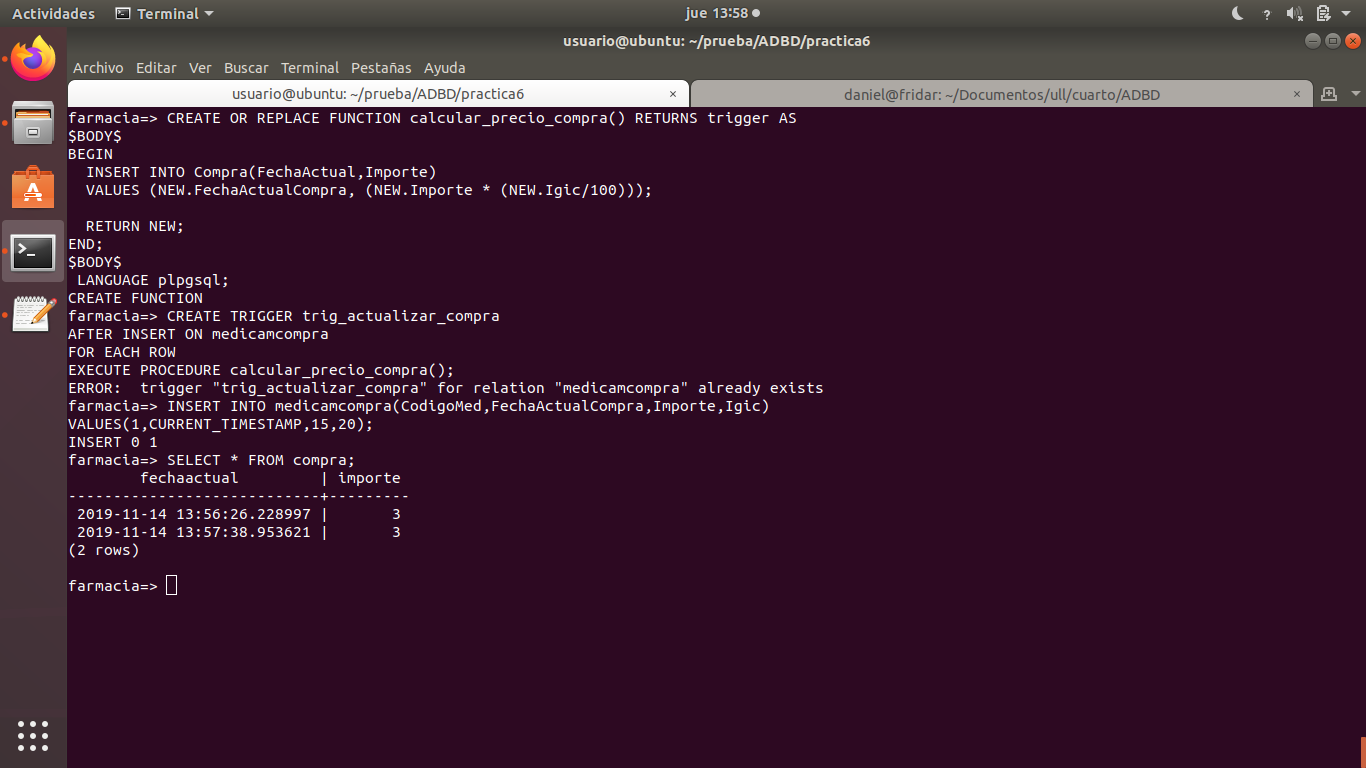 Actividades Terminal jue 13:58 ?
usuario@ubuntu: ~/prueba/ADBD/practica6
Archivo Editar Ver Buscar Terminal Pestañas Ayuda
usuario@ubuntu: ~/prueba/ADBD/practica6 × daniel@fridar: ~/Documentos/ull/cuarto/ADBD ×
farmacia=> CREATE OR REPLACE FUNCTION calcular_precio_compra() RETURNS trigger AS
$BODY$
BEGIN
  INSERT INTO Compra(FechaActual,Importe)
  VALUES (NEW.FechaActualCompra, (NEW.Importe * (NEW.Igic/100)));
  RETURN NEW;
END;
$BODY$
 LANGUAGE plpgsql;
CREATE FUNCTION
farmacia=> CREATE TRIGGER trig_actualizar_compra
AFTER INSERT ON medicamcompra
FOR EACH ROW
EXECUTE PROCEDURE calcular_precio_compra();
ERROR:  trigger "trig_actualizar_compra" for relation "medicamcompra" already exists
farmacia=> INSERT INTO medicamcompra(CodigoMed,FechaActualCompra,Importe,Igic)
VALUES(1,CURRENT_TIMESTAMP,15,20);
INSERT 0 1
farmacia=> SELECT * FROM compra;
        fechaactual         | importe
----------------------------+---------
 2019-11-14 13:56:26.228997 |       3
 2019-11-14 13:57:38.953621 |       3
(2 rows)
farmacia=>